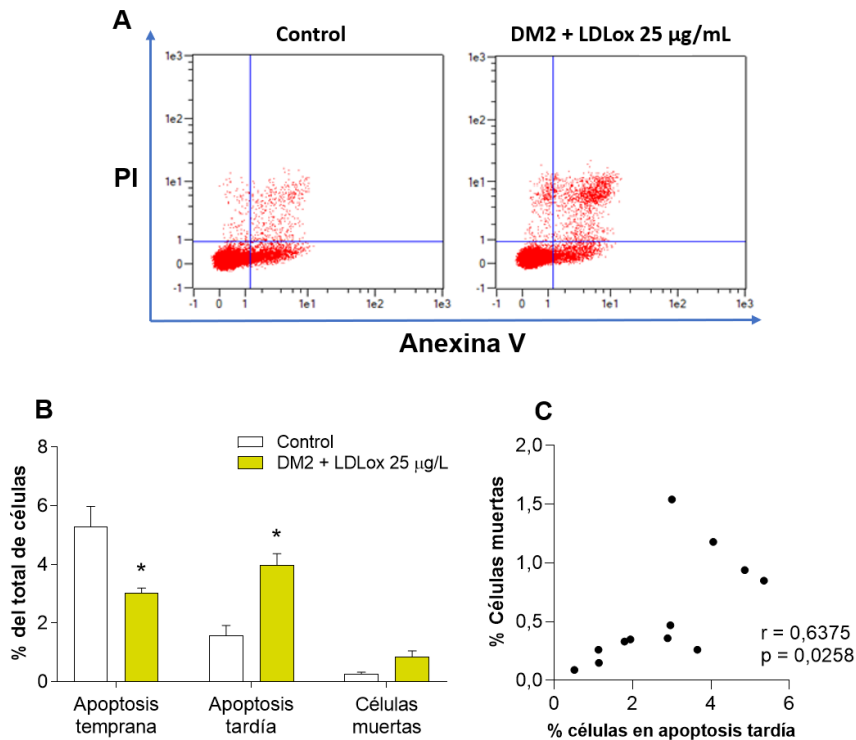 A
Control
DM2 + LDLox 25 µg/mL
PI
1e3
1e2
1e1
1
0
-1
-1 0 1 1e1 1e2 1e3
1e3
1e2
1e1
1
0
-1
-1 0 1 1e1 1e2 1e3
Anexina V
B
Control
DM2 + LDLox 25 µg/L
% del total de células
8
6
4
2
0
*
*
Apoptosis temprana
Apoptosis tardía
Células muertas
C
% Células muertas
2,0
1,5
1,0
0,5
0,0
r = 0,6375
p = 0,0258
0 2 4 6
% células en apoptosis tardía